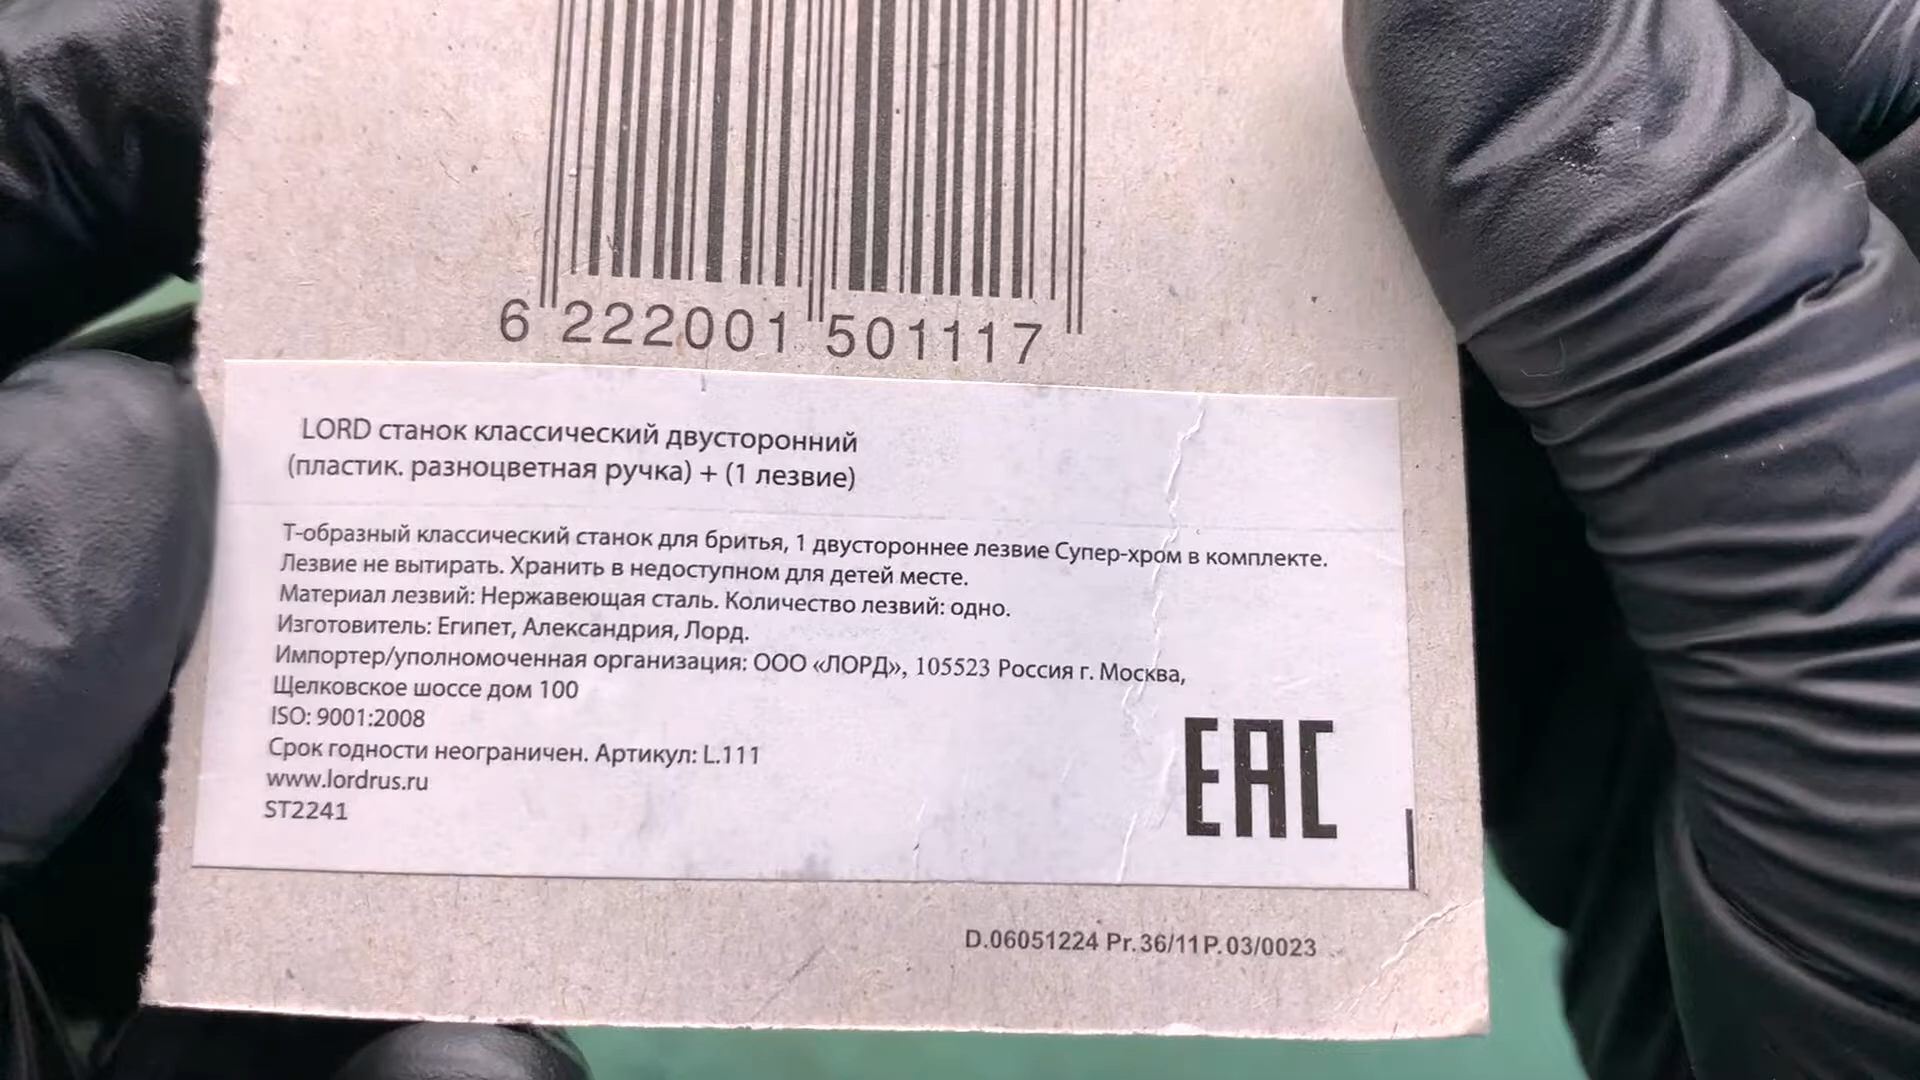 6 222001 501117
LORD станок классический двусторонний
(пластик. разноцветная ручка) + (1 лезвие)
Т-образный классический станок для бритья, 1 двустороннее лезвие Супер-хром в комплекте.
Лезвие не вытирать. Хранить в недоступном для детей месте.
Материал лезвий: Нержавеющая сталь. Количество лезвий: одно.
Изготовитель: Египет, Александрия, Лорд.
Импортер/уполномоченная организация: ООО «ЛОРД», 105523 Россия г. Москва,
Щелковское шоссе дом 100
ISO: 9001:2008
Срок годности неограничен. Артикул: L.111
www.lordrus.ru
ST2241
EAC
D.06051224 Pr.36/11P.03/0023